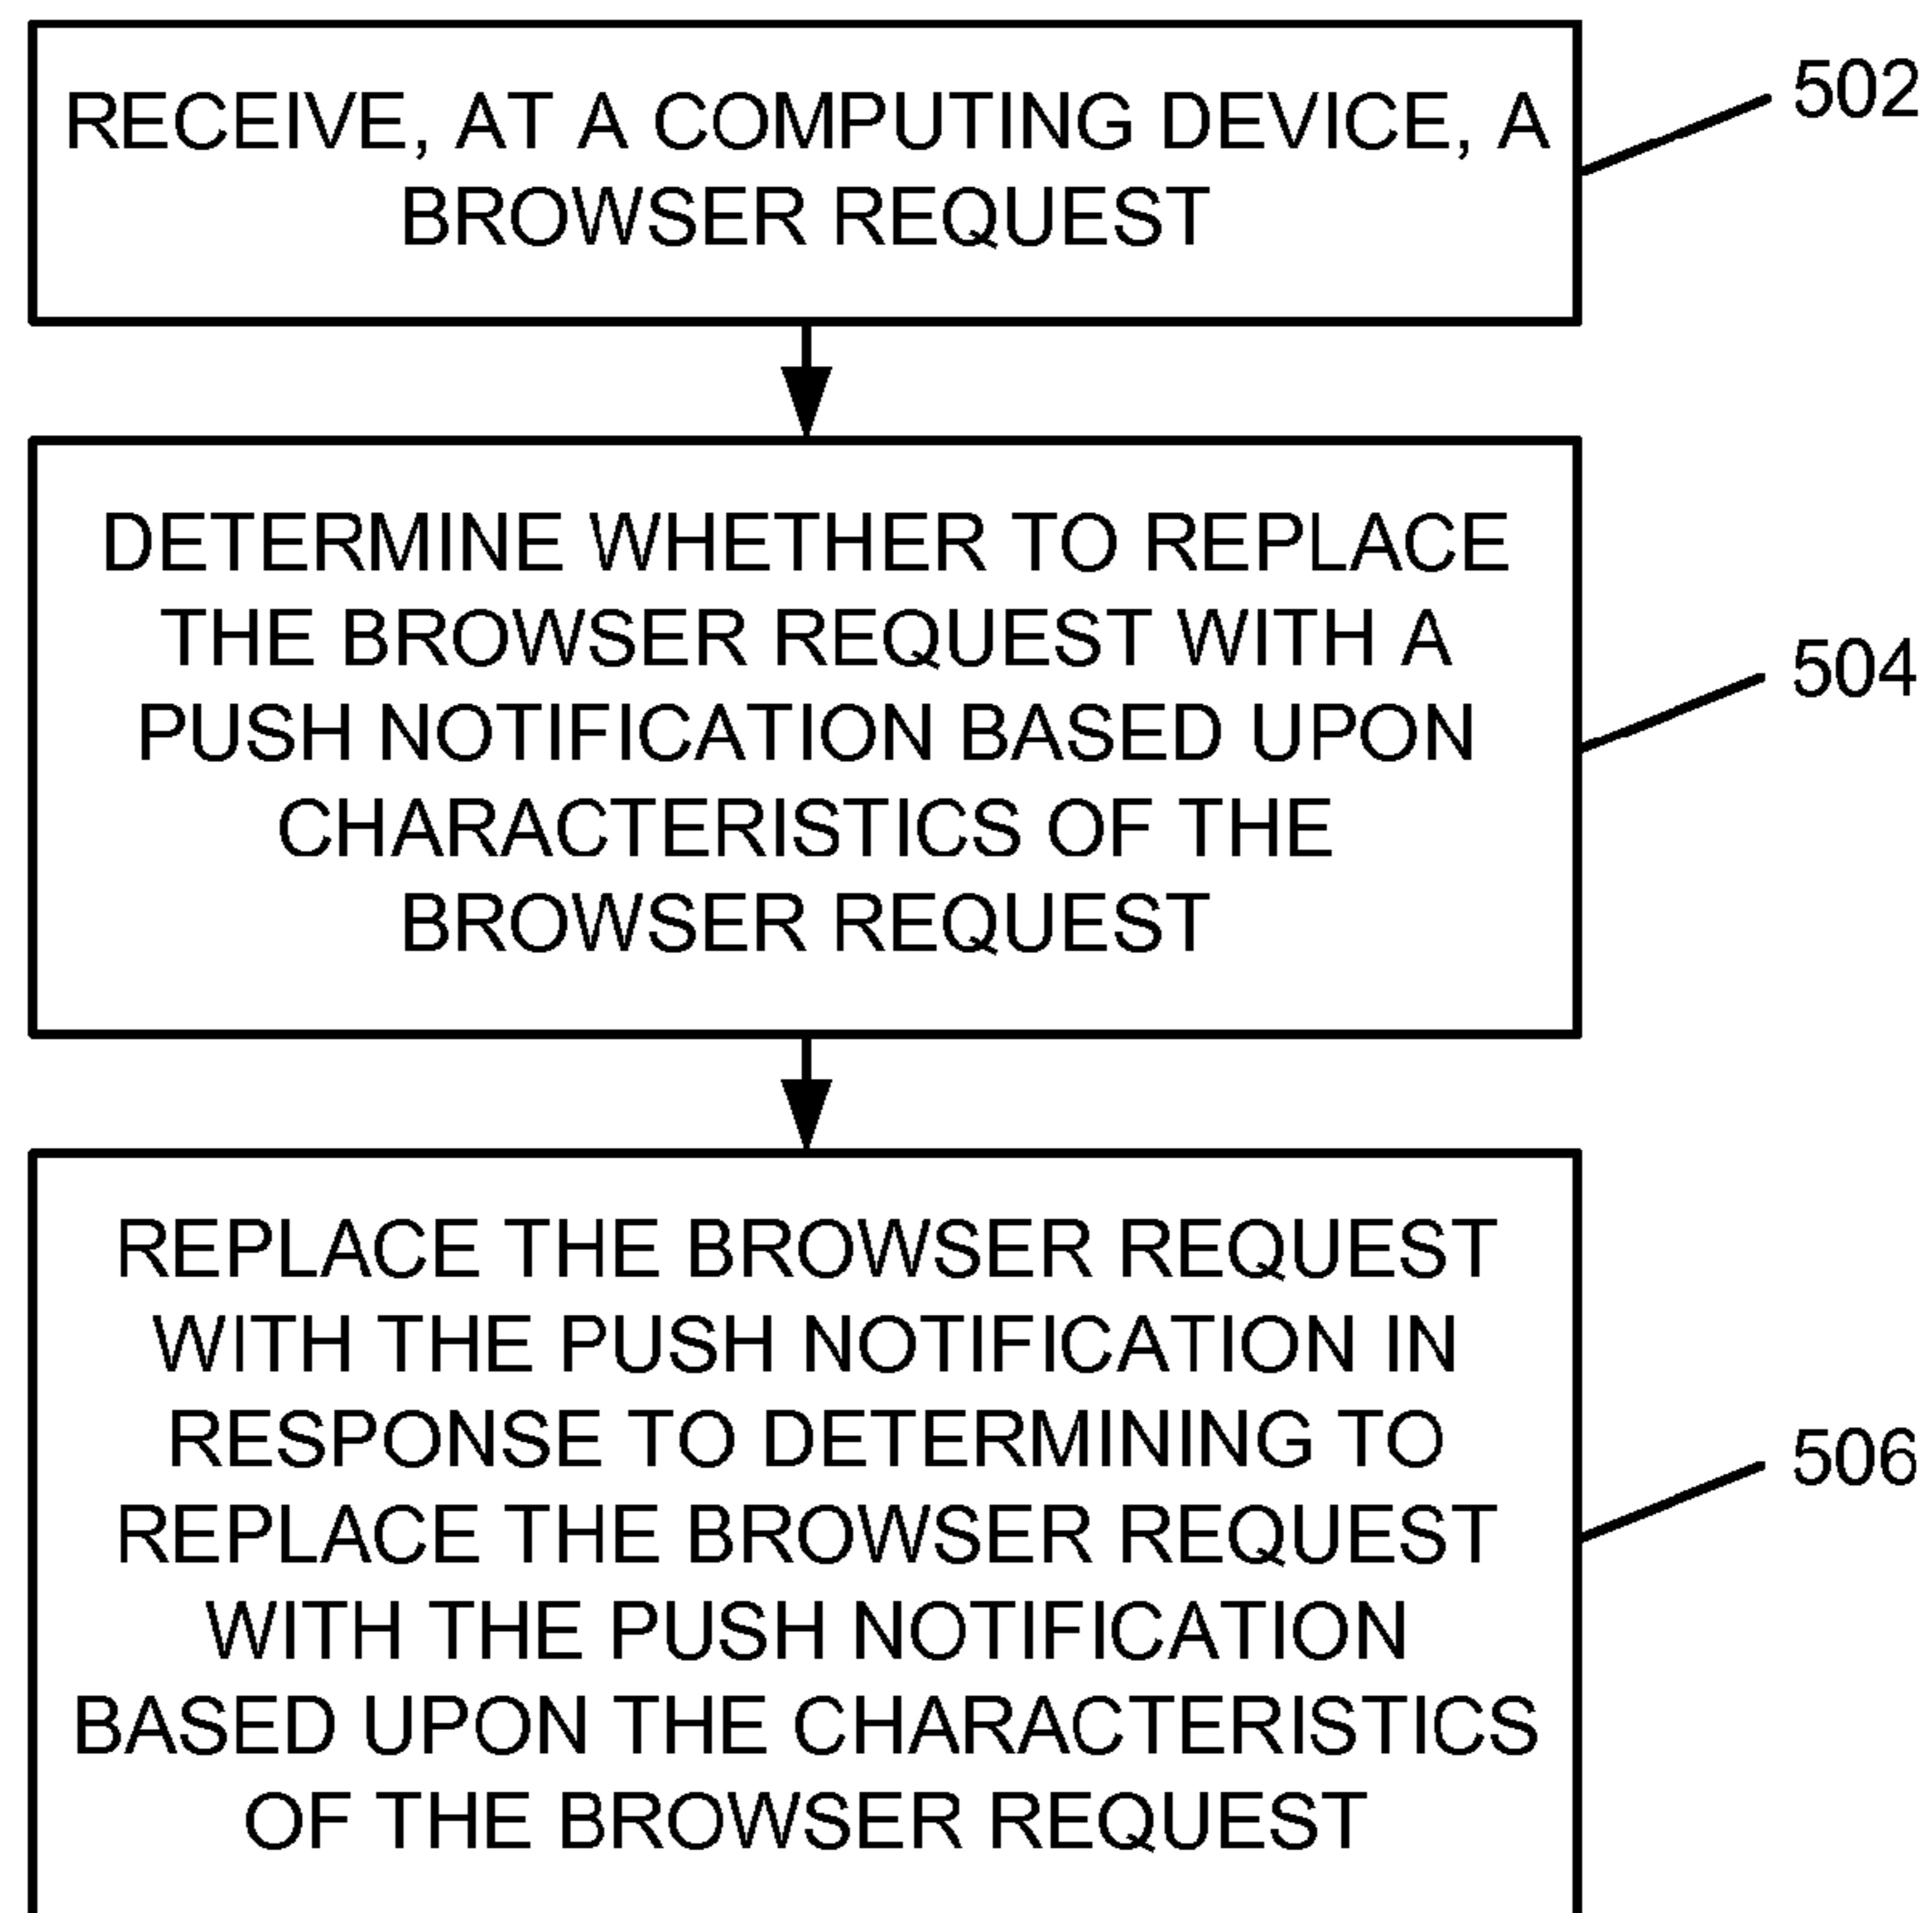 RECEIVE, AT A COMPUTING DEVICE, A
BROWSER REQUEST
502
DETERMINE WHETHER TO REPLACE
THE BROWSER REQUEST WITH A
PUSH NOTIFICATION BASED UPON
CHARACTERISTICS OF THE
BROWSER REQUEST
504
REPLACE THE BROWSER REQUEST
WITH THE PUSH NOTIFICATION IN
RESPONSE TO DETERMINING TO
REPLACE THE BROWSER REQUEST
WITH THE PUSH NOTIFICATION
BASED UPON THE CHARACTERISTICS
OF THE BROWSER REQUEST
506